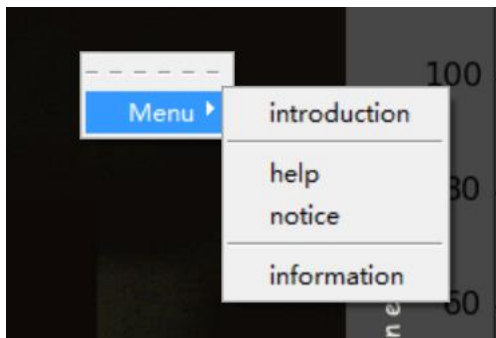 Menu
introduction
help
notice
information
100
80
60
n e